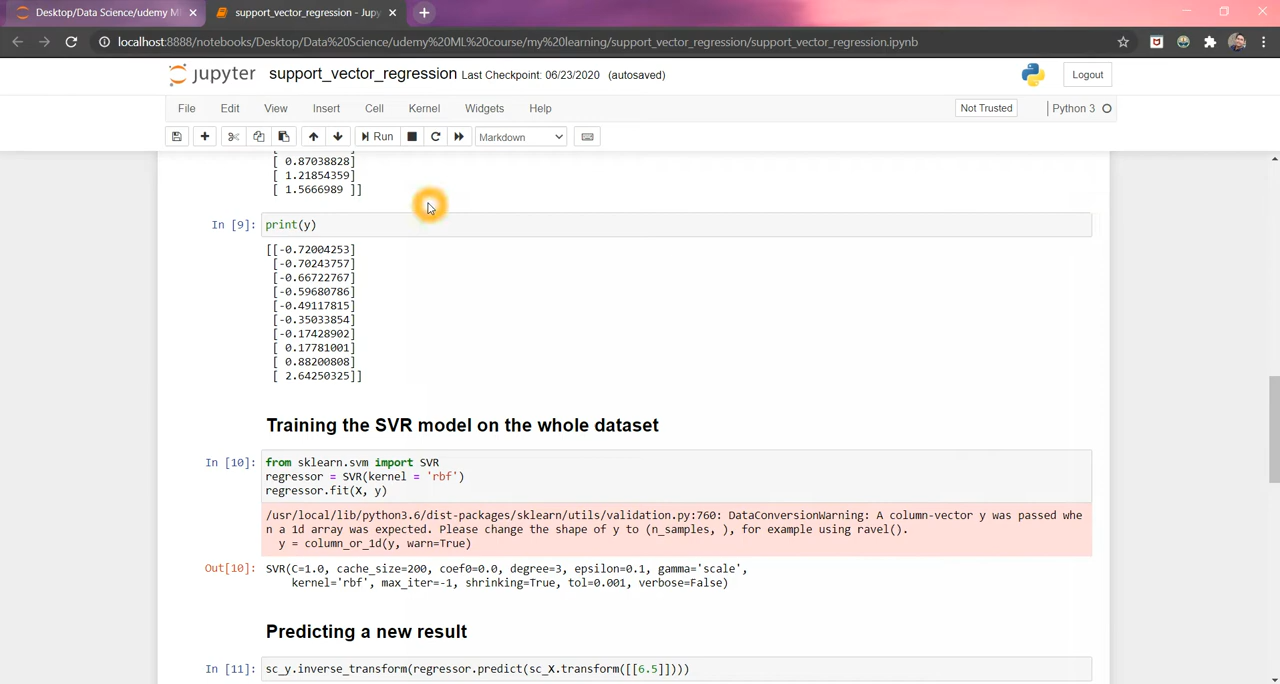 Desktop/Data Science/udemy M
support_vector_regression - Jupy
localhost:8888/notebooks/Desktop/Data%20Science/udemy%20ML%20course/my%20learning/support_vector_regression/support_vector_regression.ipynb
jupyter support_vector_regression Last Checkpoint: 06/23/2020 (autosaved)
Logout
File Edit View Insert Cell Kernel Widgets Help
Not Trusted
Python 3
Run
Markdown
[ 0.87038828]
[ 1.21854359]
[ 1.5666989 ]]
In [9]: print(y)
[[-0.72004253]
[-0.70243757]
[-0.66722767]
[-0.59680786]
[-0.49117815]
[-0.35033854]
[-0.17428902]
[ 0.17781001]
[ 0.88200808]
[ 2.64250325]]
Training the SVR model on the whole dataset
In [10]: from sklearn.svm import SVR
regressor = SVR(kernel = 'rbf')
regressor.fit(X, y)
/usr/local/lib/python3.6/dist-packages/sklearn/utils/validation.py:760: DataConversionWarning: A column-vector y was passed whe
n a 1d array was expected. Please change the shape of y to (n_samples, ), for example using ravel().
y = column_or_1d(y, warn=True)
Out[10]: SVR(C=1.0, cache_size=200, coef0=0.0, degree=3, epsilon=0.1, gamma='scale',
kernel='rbf', max_iter=-1, shrinking=True, tol=0.001, verbose=False)
Predicting a new result
In [11]: sc_y.inverse_transform(regressor.predict(sc_X.transform([[6.5]])))